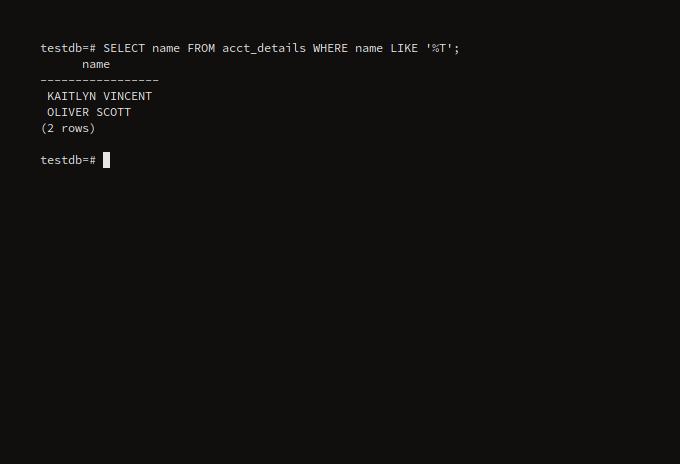 testdb=# SELECT name FROM acct_details WHERE name LIKE '%T';
      name
-----------------
 KAITLYN VINCENT
 OLIVER SCOTT
(2 rows)

testdb=#